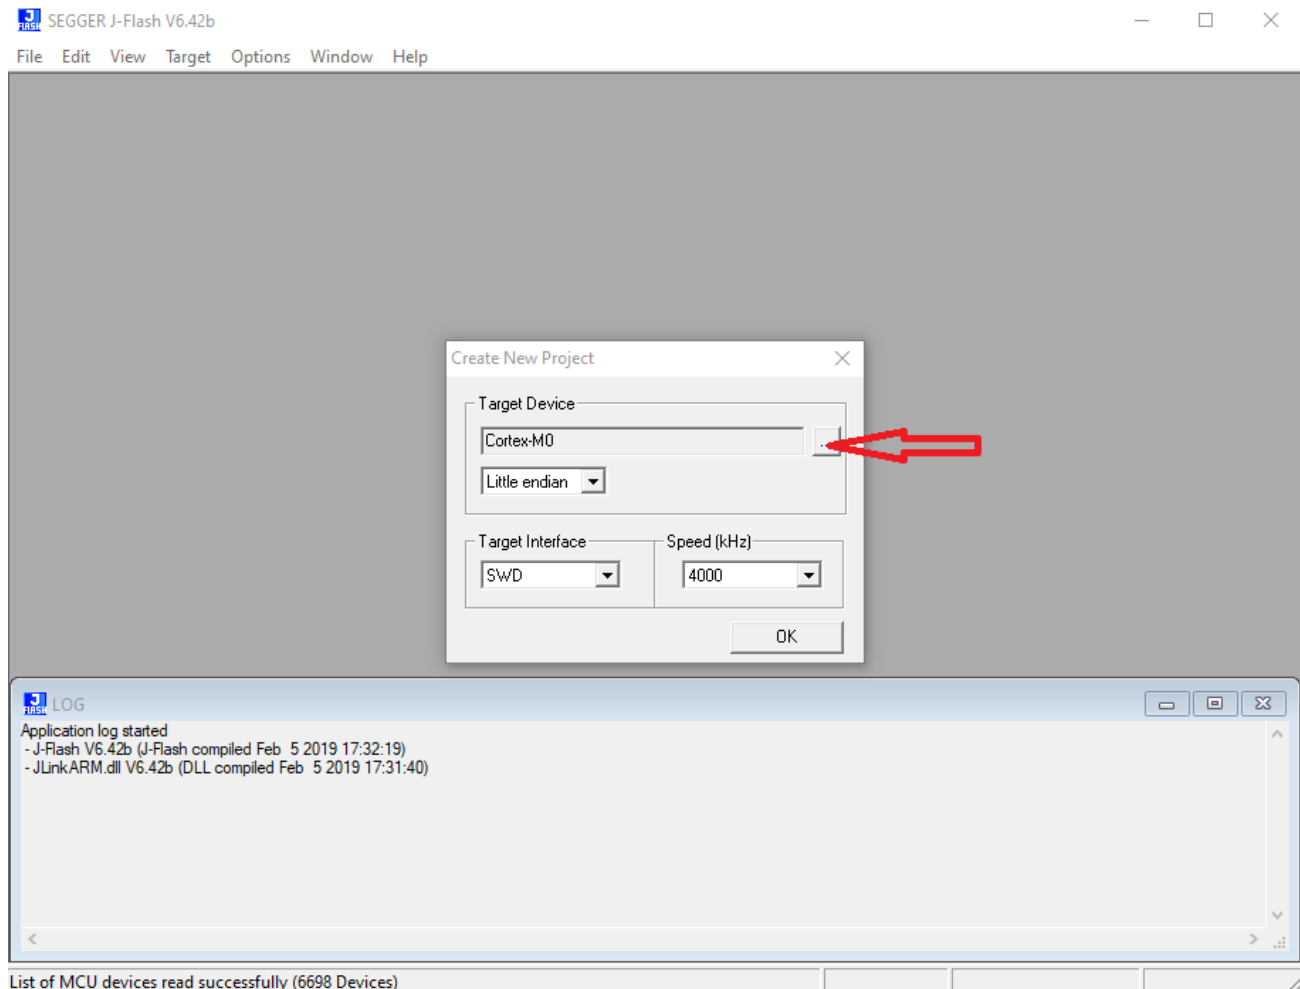 SEGGER J-Flash V6.42b
File Edit View Target Options Window Help
Create New Project
Target Device
Cortex-M0
Little endian
Target Interface
Speed (kHz)
SWD
4000
OK
J
FLASH
LOG
Application log started
- J-Flash V6.42b (J-Flash compiled Feb  5 2019 17:32:19)
- JLinkARM.dll V6.42b (DLL compiled Feb  5 2019 17:31:40)
List of MCU devices read successfully (6698 Devices)